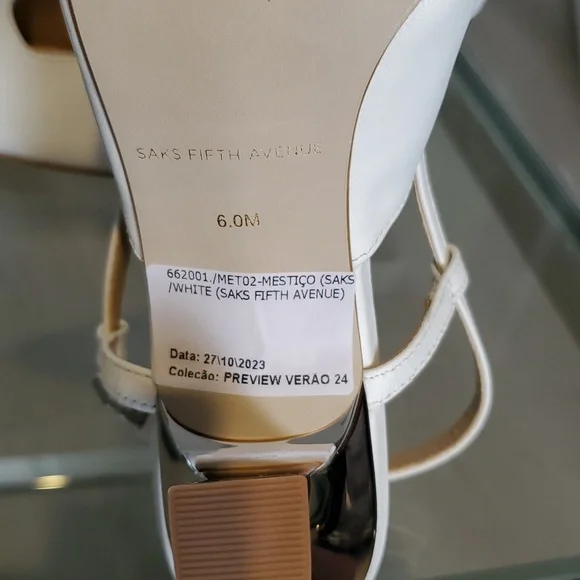 SAKS FIFTH AVENUE
6.0M
662001./MET02-MESTIÇO (SAKS
/WHITE (SAKS FIFTH AVENUE)
Data: 27\10\2023
Colecão: PREVIEW VERÃO 24